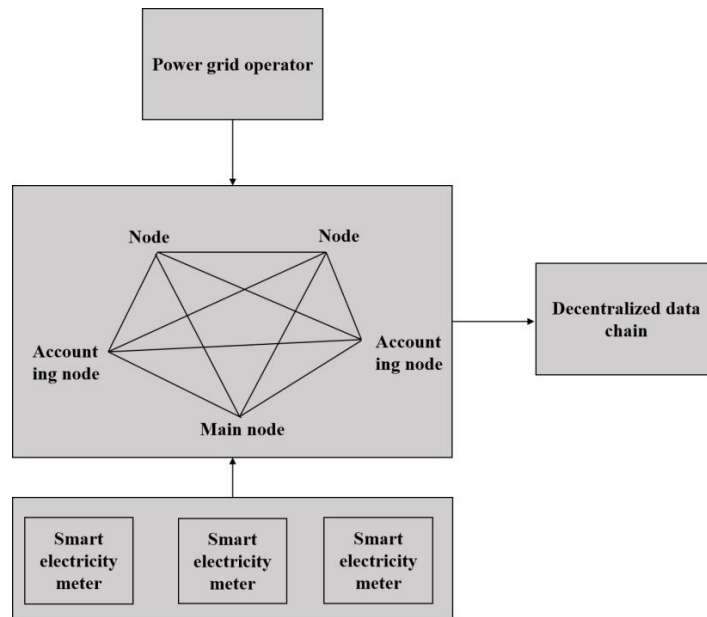 Power grid operator
Node
Node
Account
ing node
Account
ing node
Main node
Decentralized data
chain
Smart
electricity
meter
Smart
electricity
meter
Smart
electricity
meter